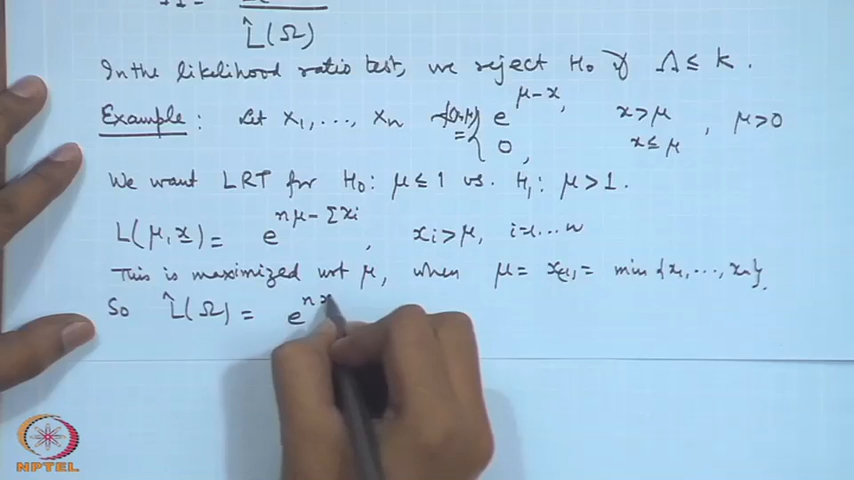 L̂(Ω)
In the likelihood ratio test, we reject H₀ if Λ ≤ k.
Example: Let X₁, ..., Xₙ ~ f(x,μ) = { e^{μ-x}, x>μ , μ>0
0, x≤μ
We want LRT for H₀: μ≤1 vs. H₁: μ>1.
L(μ,x) = e^{nμ-Σxi}, xi>μ, i=1...n
This is maximized wrt μ, when μ = x₍₁₎ = min {x₁, ..., xₙ}.
So L̂(Ω) = e^{nx
NPTEL